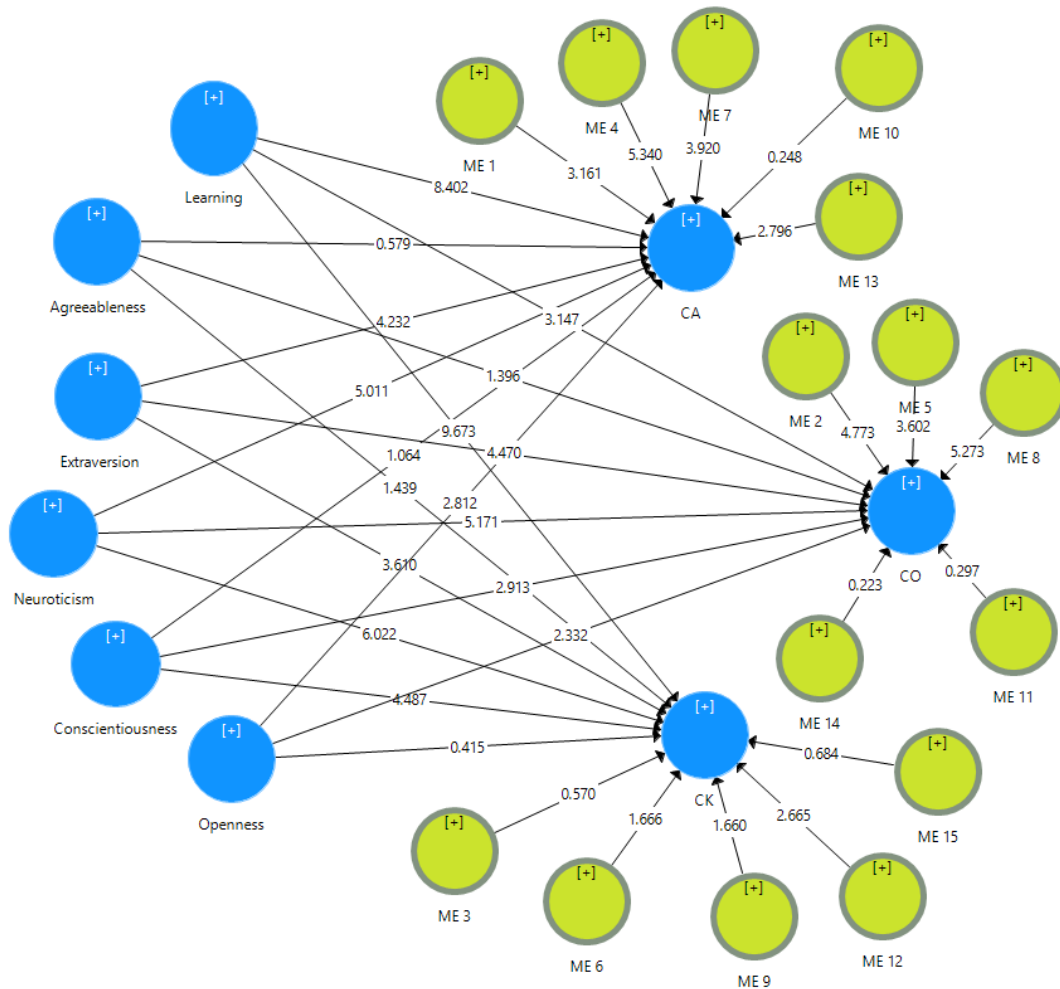 [+]
[+]
[+]
[+]
ME 7
ME 4
ME 10
ME 1
Learning
3.920
5.340
0.248
3.161
8.402
[+]
[+]
[+]
2.796
0.579
ME 13
Agreeableness
CA
4.232
3.147
[+]
[+]
[+]
[+]
1.396
5.011
ME 5
ME 2
3.602
4.773
5.273
ME 8
9.673
4.470
1.064
Extraversion
[+]
1.439
2.812
5.171
[+]
3.610
2.913
0.223
CO
0.297
Neuroticism
[+]
6.022
2.332
[+]
[+]
4.487
ME 14
ME 11
Conscientiousness
[+]
[+]
0.415
0.684
[+]
Openness
0.570
CK
1.666
1.660
2.665
ME 15
[+]
[+]
[+]
[+]
ME 3
ME 6
ME 9
ME 12